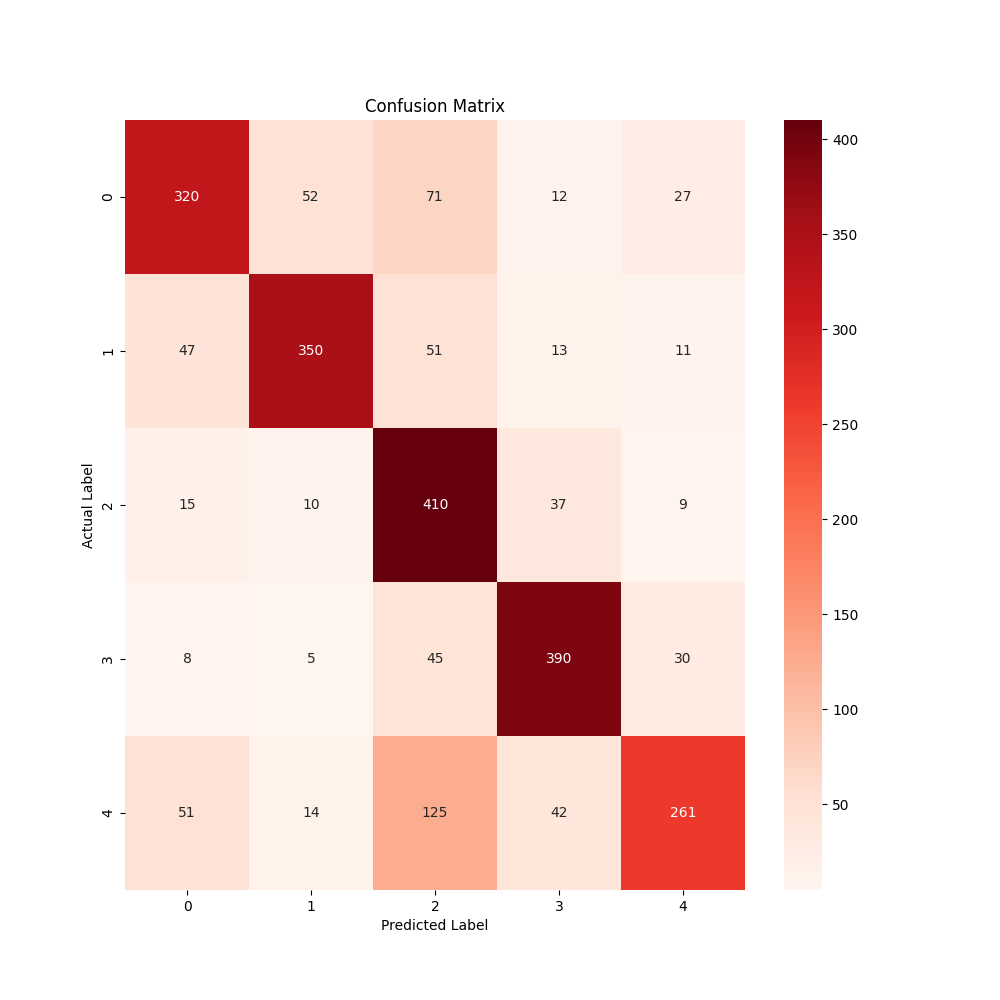 Confusion Matrix
0 320 52 71 12 27
1 47 350 51 13 11
2 15 10 410 37 9
3 8 5 45 390 30
4 51 14 125 42 261
0 1 2 3 4
Predicted Label
Actual Label
400
350
300
250
200
150
100
50